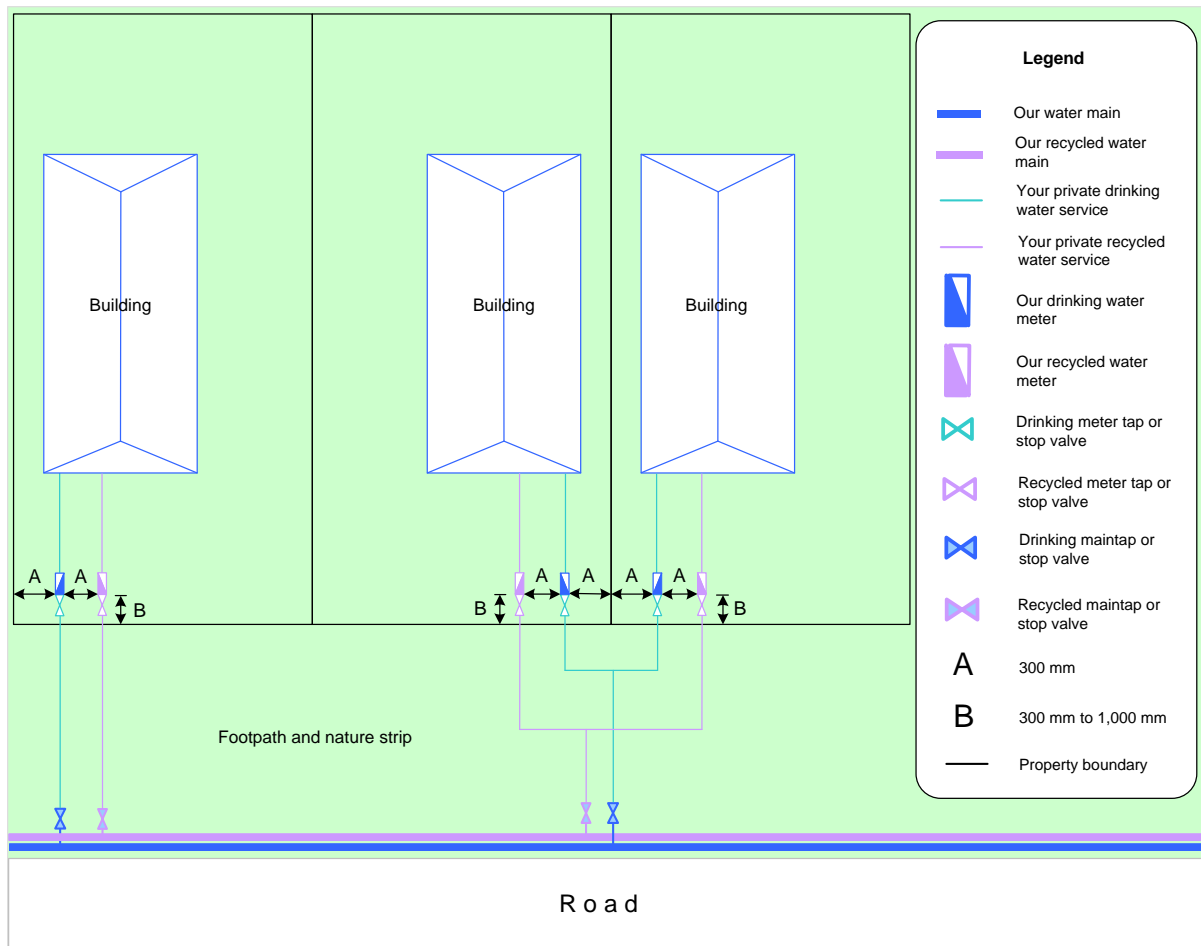 Building
Building
Building
A
A
B
B
A
A
A
A
B
Footpath and nature strip
Road
Legend
Our water main
Our recycled water
main
Your private drinking
water service
Your private recycled
water service
Our drinking water
meter
Our recycled water
meter
Drinking meter tap or
stop valve
Recycled meter tap or
stop valve
Drinking maintap or
stop valve
Recycled maintap or
stop valve
A 300 mm
B 300 mm to 1,000 mm
Property boundary